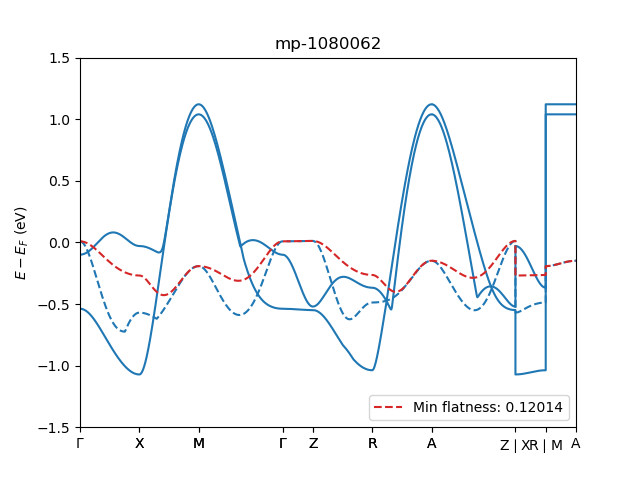 mp-1080062
E − E_F (eV)
1.5
1.0
0.5
0.0
−0.5
−1.0
−1.5
Min flatness: 0.12014
Γ X M Γ Z R A Z | XR | M A